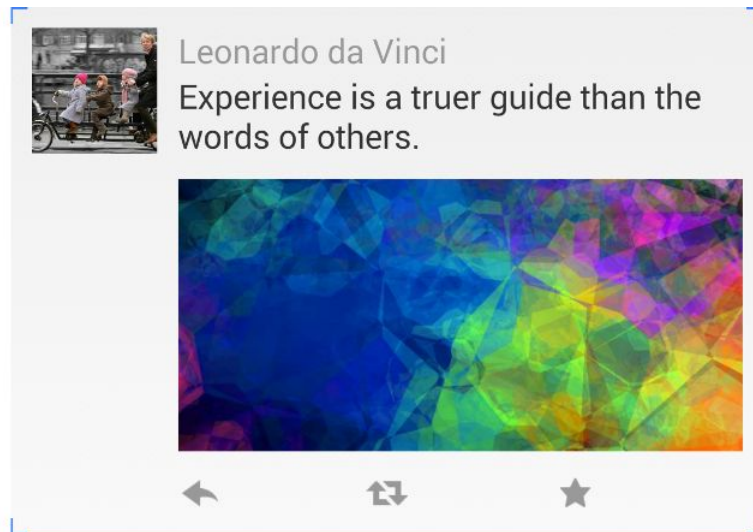 Leonardo da Vinci
Experience is a truer guide than the
words of others.